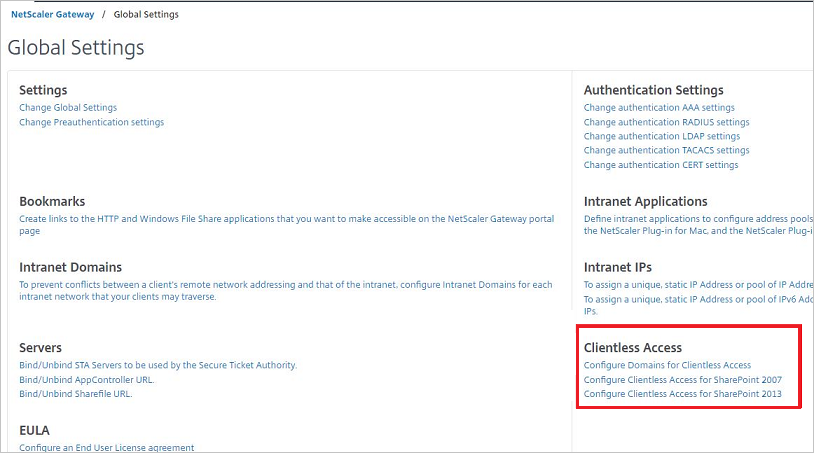 NetScaler Gateway / Global Settings
Global Settings
Settings
Change Global Settings
Change Preauthentication settings
Authentication Settings
Change authentication AAA settings
Change authentication RADIUS settings
Change authentication LDAP settings
Change authentication TACACS settings
Change authentication CERT settings
Bookmarks
Create links to the HTTP and Windows File Share applications that you want to make accessible on the NetScaler Gateway portal
page
Intranet Applications
Define intranet applications to configure address pools
the NetScaler Plug-in for Mac, and the NetScaler Plug-i
Intranet Domains
To prevent conflicts between a client's remote network addressing and that of the intranet, configure Intranet Domains for each
intranet network that your clients may traverse.
Intranet IPs
To assign a unique, static IP Address or pool of IP Addre
To assign a unique, static IP Address or pool of IPv6 Add
IPs.
Servers
Bind/Unbind STA Servers to be used by the Secure Ticket Authority.
Bind/Unbind AppController URL.
Bind/Unbind Sharefile URL.
Clientless Access
Configure Domains for Clientless Access
Configure Clientless Access for SharePoint 2007
Configure Clientless Access for SharePoint 2013
EULA
Configure an End User License agreement